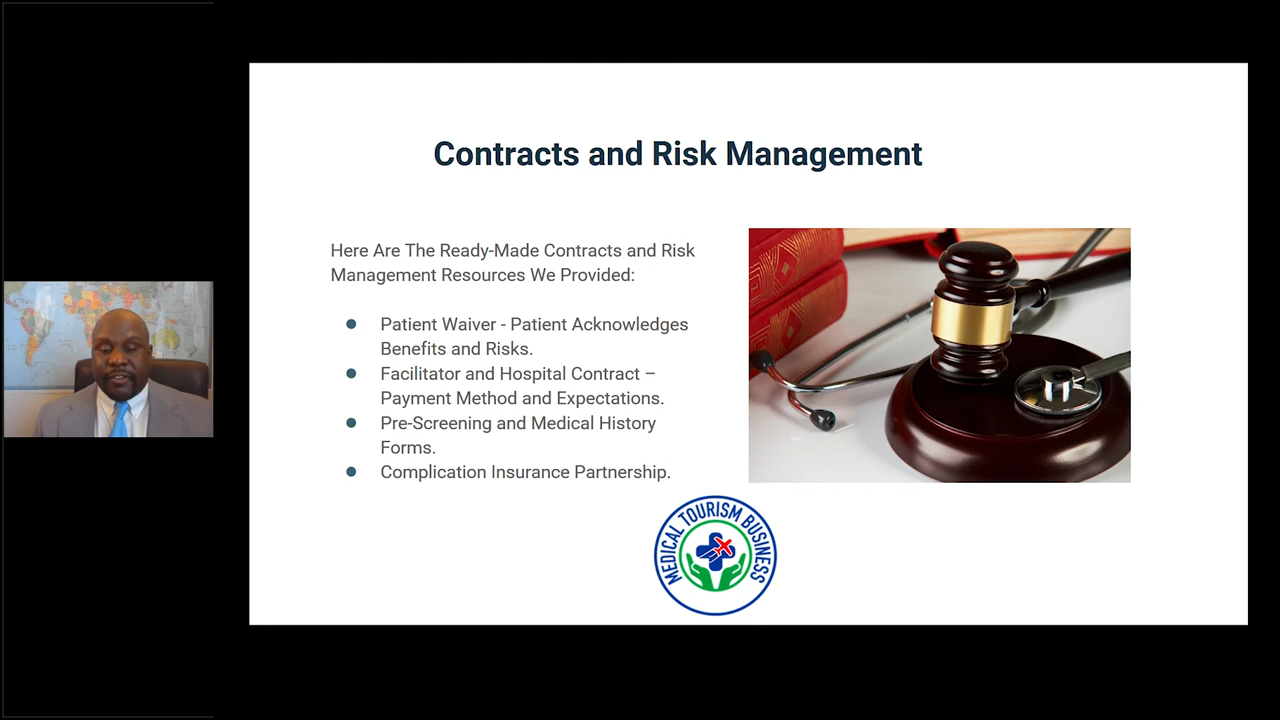 Contracts and Risk Management
Here Are The Ready-Made Contracts and Risk
Management Resources We Provided:
Patient Waiver - Patient Acknowledges
Benefits and Risks.
Facilitator and Hospital Contract –
Payment Method and Expectations.
Pre-Screening and Medical History
Forms.
Complication Insurance Partnership.
MEDICAL TOURISM BUSINESS